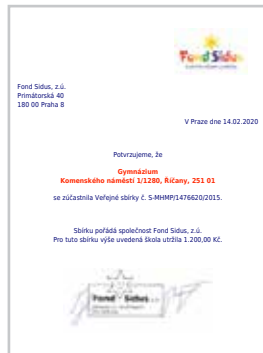 Fond Sidus
Fond Sidus, z.ú.
Primátorská 40
180 00 Praha 8
V Praze dne 14.02.2020
Potvrzujeme, že
Gymnázium
Komenského náměstí 1/1280, Říčany, 251 01
se zúčastnila Veřejné sbírky č. S-MHMP/1476620/2015.
Sbírku pořádá společnost Fond Sidus, z.ú.
Pro tuto sbírku výše uvedená škola utržila 1.200,00 Kč.
Fond Sidus